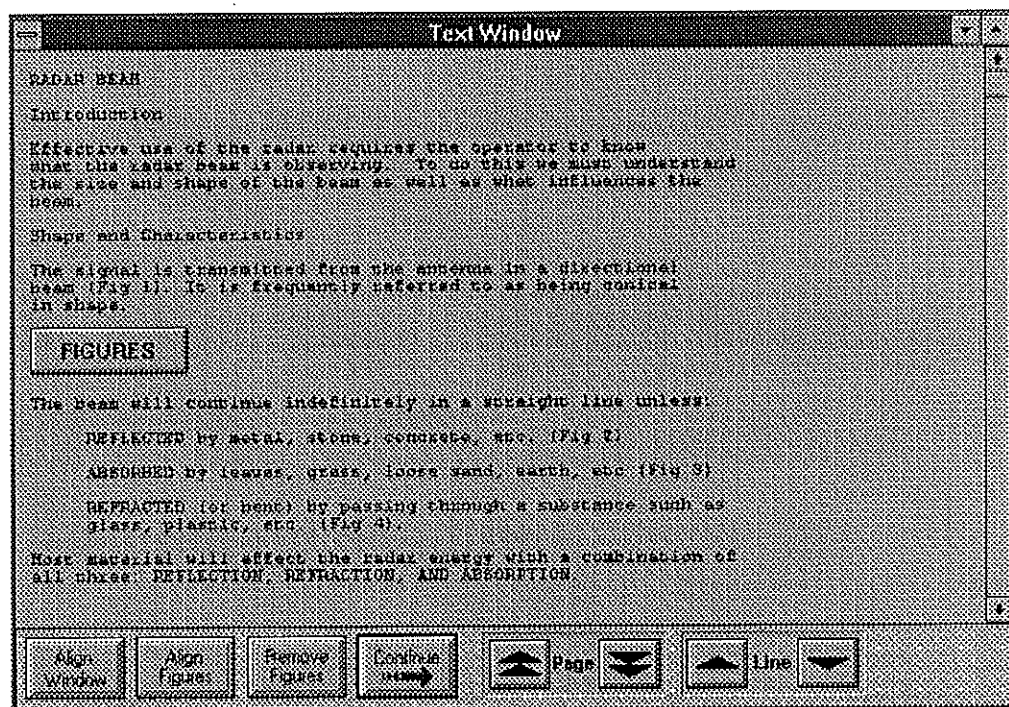 Text Window
RADAR BEAM
Introduction
Effective use of the radar requires the operator to know
what the radar beam is observing. To do this we must understand
the size and shape of the beam as well as what influences the
beam.
Shape and Characteristics
The signal is transmitted from the antenna in a directional
beam (Fig 1). It is frequently referred to as being conical
in shape.
FIGURES
The beam will continue indefinitely in a straight line unless:
REFLECTED by metal, stone, concrete, etc. (Fig 2)
ABSORBED by leaves, grass, loose sand, earth, etc (Fig 3)
REFRACTED (or bent) by passing through a substance such as
glass, plastic, etc. (Fig 4).
Most material will affect the radar energy with a combination of
all three: REFLECTION, REFRACTION, AND ABSORPTION.
Align Window
Align Figures
Remove Figures
Continue
Page
Line